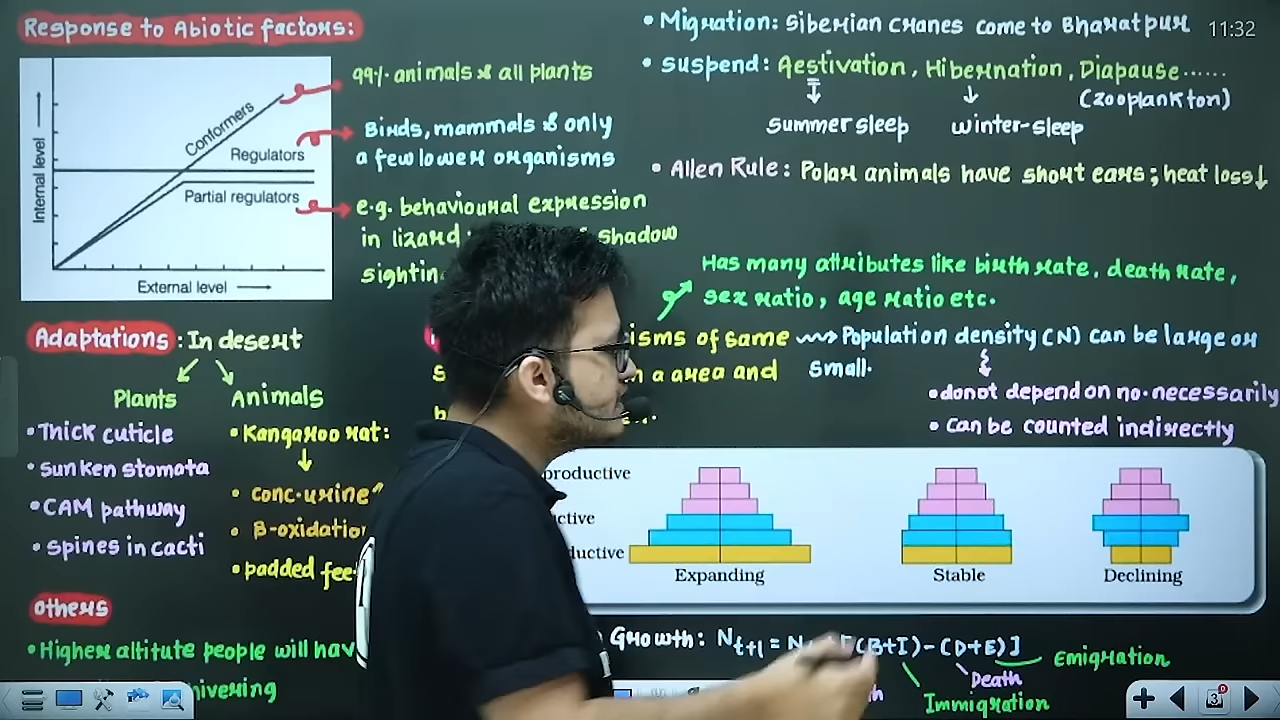 Response to Abiotic factors:
Internal level
Conformers
Regulators
Partial regulators
External level
99% animals & all plants
Birds, mammals & only
a few lower organisms
e.g. behavioural expression
in lizard: shadow
• Migration: Siberian cranes come to Bharatpur
11:32
• Suspend: Aestivation, Hibernation, Diapause......
(zooplankton)
summer sleep winter-sleep
• Allen Rule: Polar animals have short ears; heat loss↓
Has many attributes like birth rate, death rate,
sex ratio, age ratio etc.
isms of same Population density (N) can be large or
a area and small.
• donot depend on no. necessarily
• Can be counted indirectly
Adaptations: In desert
Plants Animals
• Thick cuticle
• sunken stomata
• CAM pathway
• spines in cacti
• Kangaroo rat:
• conc. urine
• β-oxidation
• padded fee
Others
• Higher altitute people will hav
ivering
productive
ctive
ductive
Expanding
Stable
Declining
Growth: Nt+1 = N [(B+I)-(D+E)]
Emigration
Death
Immigration
3